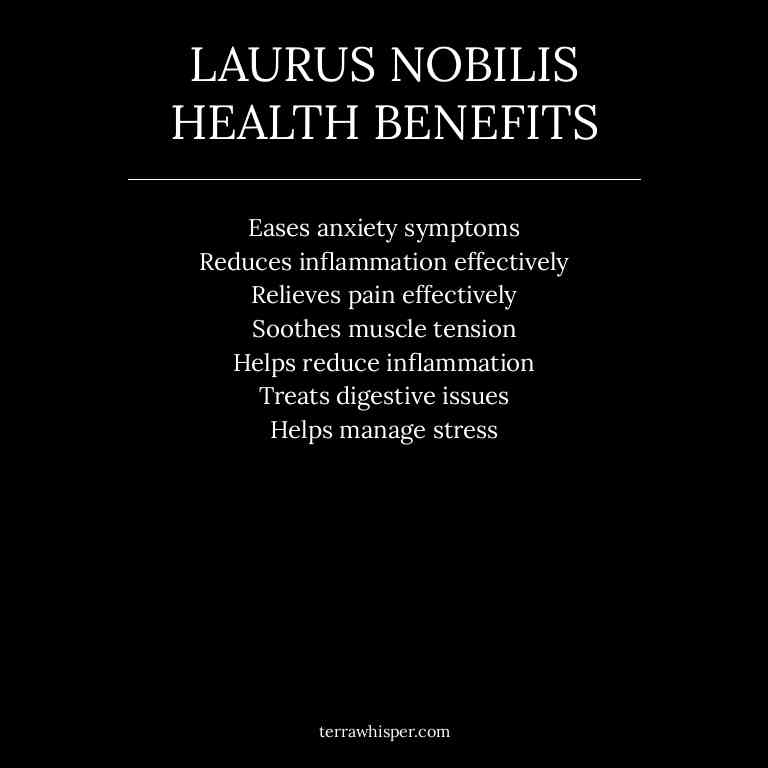 LAURUS NOBILIS
HEALTH BENEFITS
Eases anxiety symptoms
Reduces inflammation effectively
Relieves pain effectively
Soothes muscle tension
Helps reduce inflammation
Treats digestive issues
Helps manage stress
terrawhisper.com